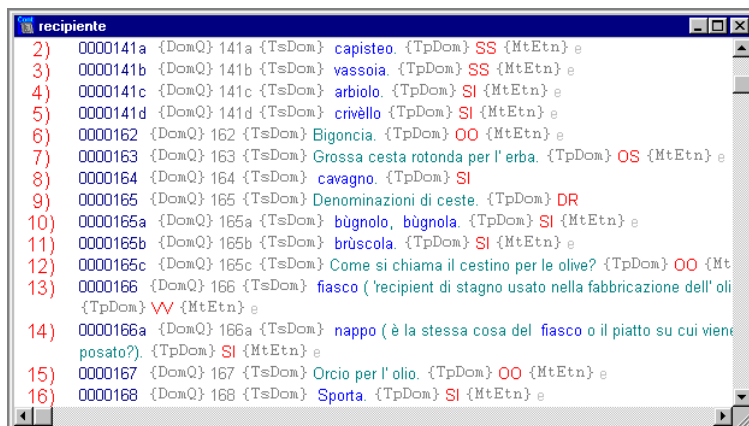 recipiente
2) 0000141a {DomQ} 141a {TsDom} capisteo. {TpDom} SS {MtEtn} e
3) 0000141b {DomQ} 141b {TsDom} vassoia. {TpDom} SS {MtEtn} e
4) 0000141c {DomQ} 141c {TsDom} arbiolo. {TpDom} SI {MtEtn} e
5) 0000141d {DomQ} 141d {TsDom} crivèllo {TpDom} SI {MtEtn} e
6) 0000162 {DomQ} 162 {TsDom} Bigoncia. {TpDom} OO {MtEtn} e
7) 0000163 {DomQ} 163 {TsDom} Grossa cesta rotonda per l' erba. {TpDom} OS {MtEtn} e
8) 0000164 {DomQ} 164 {TsDom} cavagno. {TpDom} SI
9) 0000165 {DomQ} 165 {TsDom} Denominazioni di ceste. {TpDom} DR
10) 0000165a {DomQ} 165a {TsDom} bùgnolo, bùgnola. {TpDom} SI {MtEtn} e
11) 0000165b {DomQ} 165b {TsDom} brùscola. {TpDom} SI {MtEtn} e
12) 0000165c {DomQ} 165c {TsDom} Come si chiama il cestino per le olive? {TpDom} OO {Mt
13) 0000166 {DomQ} 166 {TsDom} fiasco ( 'recipient di stagno usato nella fabbricazione dell' oli
{TpDom} VV {MtEtn} e
14) 0000166a {DomQ} 166a {TsDom} nappo ( è la stessa cosa del fiasco o il piatto su cui viene
posato?). {TpDom} SI {MtEtn} e
15) 0000167 {DomQ} 167 {TsDom} Orcio per l' olio. {TpDom} OO {MtEtn} e
16) 0000168 {DomQ} 168 {TsDom} Sporta. {TpDom} SI {MtEtn} e